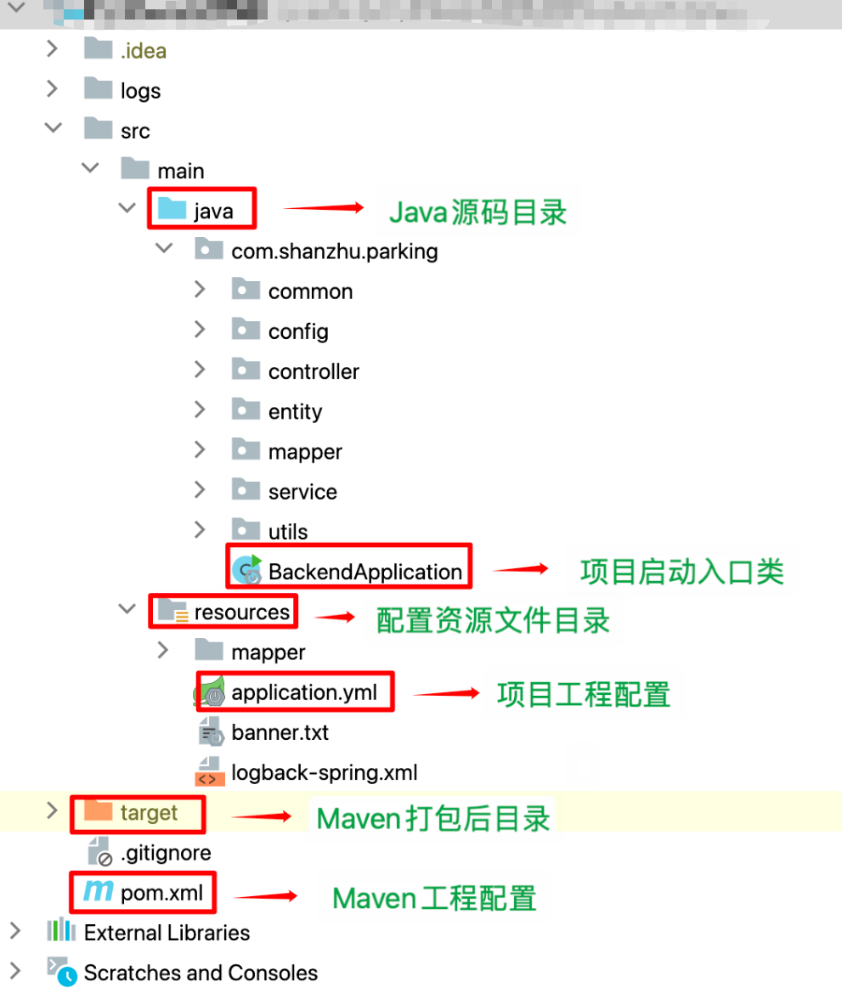 .idea
logs
src
main
java Java源码目录
com.shanzhu.parking
common
config
controller
entity
mapper
service
utils
BackendApplication 项目启动入口类
resources 配置资源文件目录
mapper
application.yml 项目工程配置
banner.txt
logback-spring.xml
target Maven打包后目录
.gitignore
pom.xml Maven工程配置
External Libraries
Scratches and Consoles